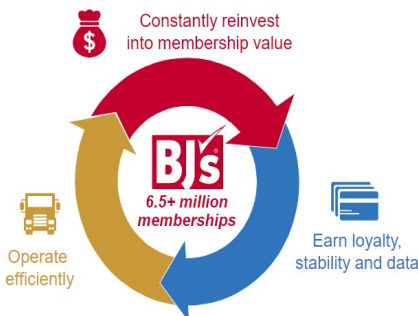 $
Constantly reinvest
into membership value
BJ's®
6.5+ million
memberships
Operate
efficiently
Earn loyalty,
stability and data